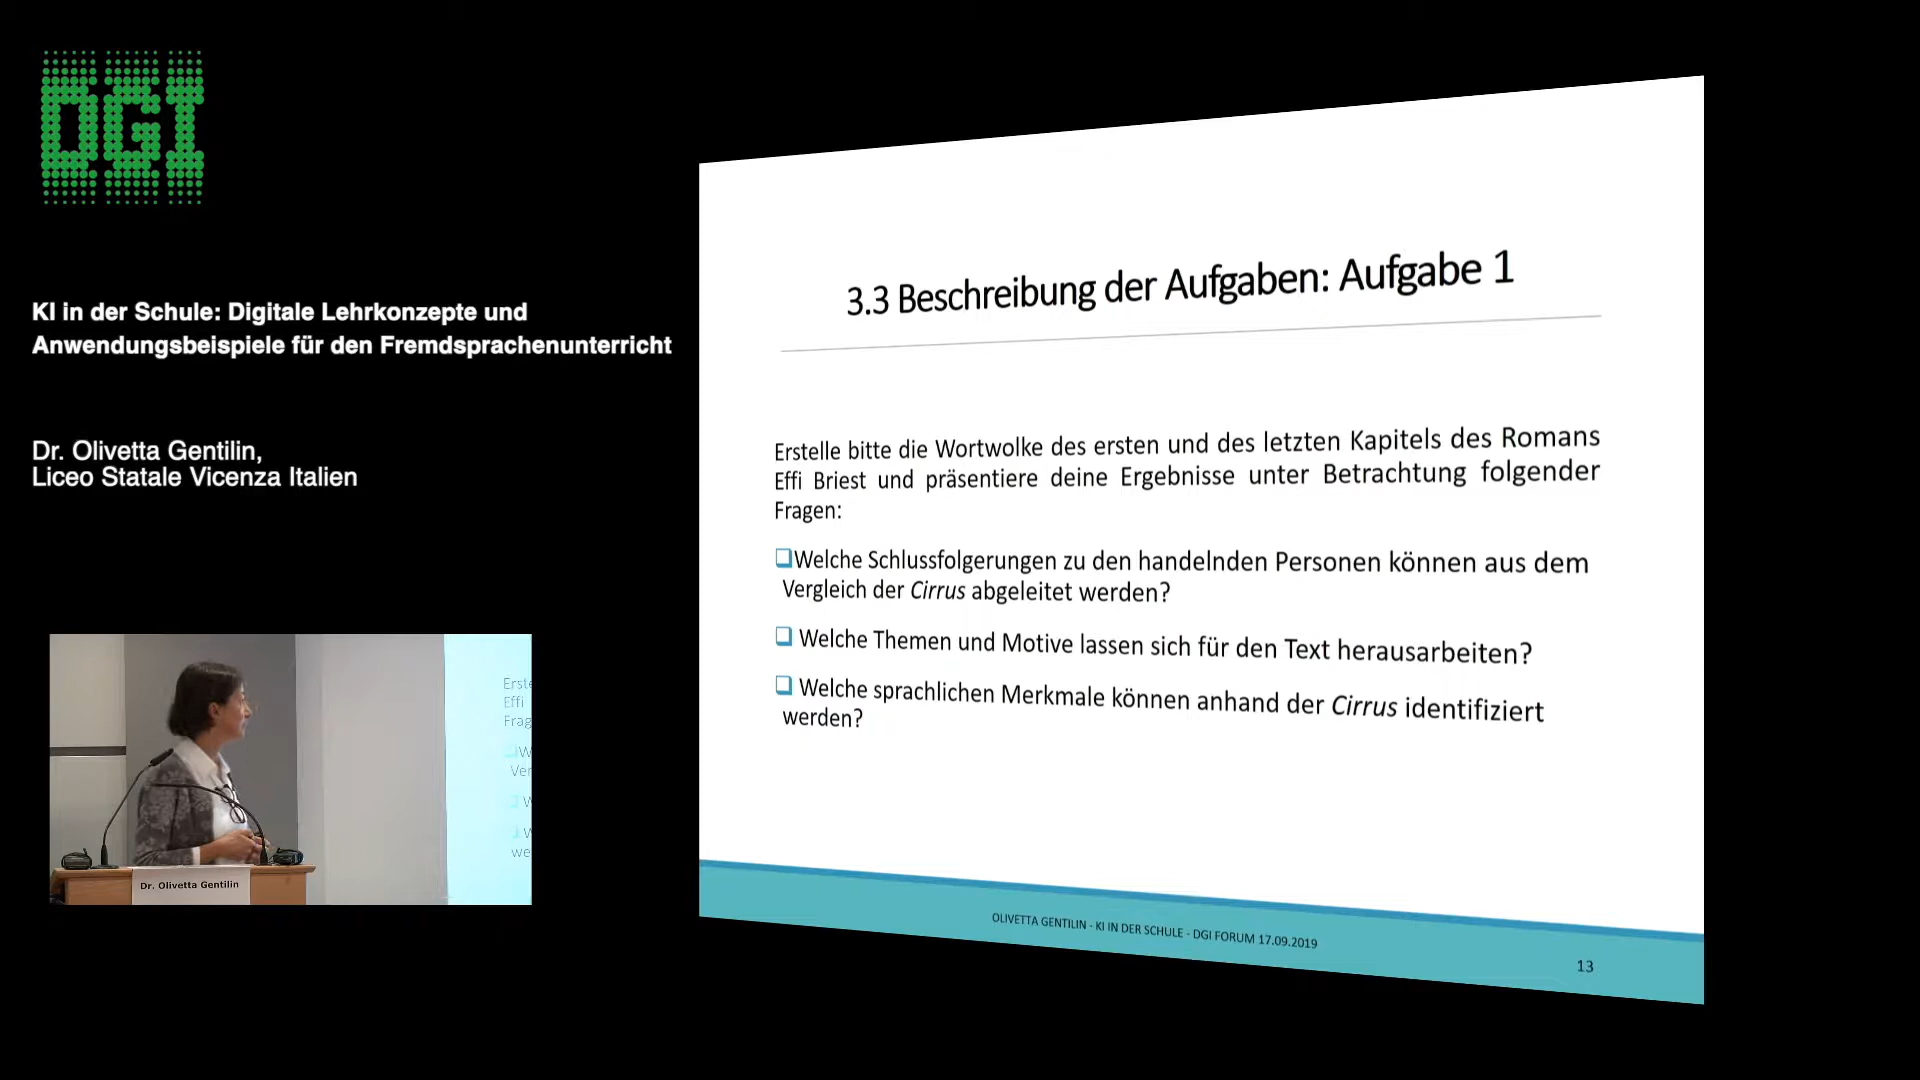 DGI
KI in der Schule: Digitale Lehrkonzepte und
Anwendungsbeispiele für den Fremdsprachenunterricht
Dr. Olivetta Gentilin,
Liceo Statale Vicenza Italien
3.3 Beschreibung der Aufgaben: Aufgabe 1
Erstelle bitte die Wortwolke des ersten und des letzten Kapitels des Romans
Effi Briest und präsentiere deine Ergebnisse unter Betrachtung folgender
Fragen:
Welche Schlussfolgerungen zu den handelnden Personen können aus dem
Vergleich der Cirrus abgeleitet werden?
Welche Themen und Motive lassen sich für den Text herausarbeiten?
Welche sprachlichen Merkmale können anhand der Cirrus identifiziert
werden?
OLIVETTA GENTILIN - KI IN DER SCHULE - DGI FORUM 17.09.2019
13
Effi
Dr. Olivetta Gentilin